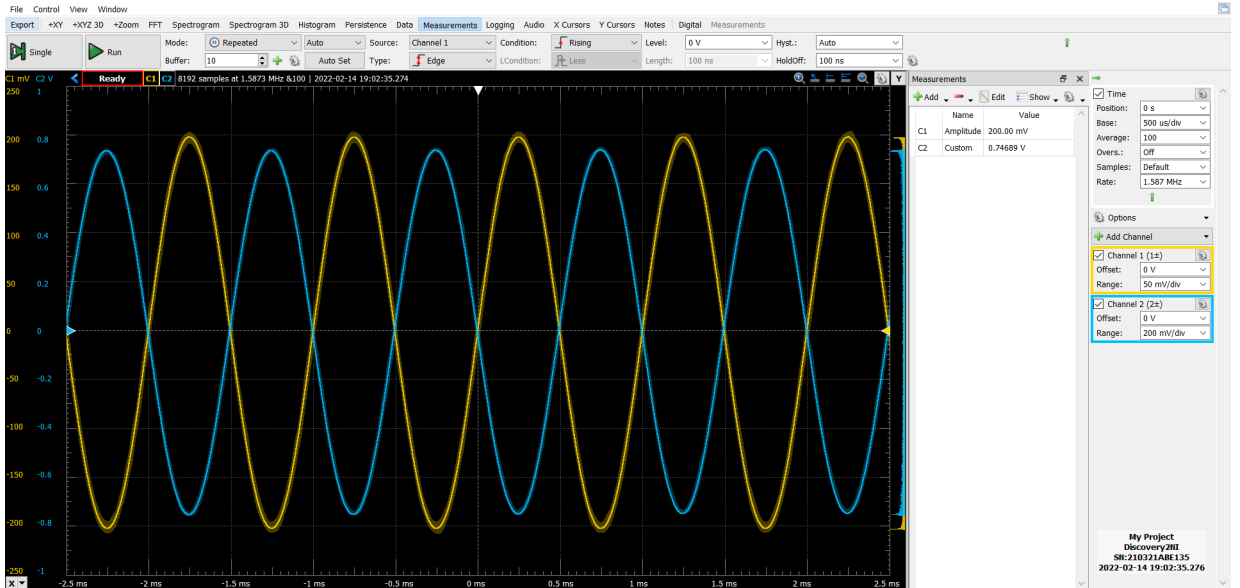 File Control View Window
Export +XY +XYZ 3D +Zoom FFT Spectrogram Spectrogram 3D Histogram Persistence Data Measurements Logging Audio X Cursors Y Cursors Notes Digital Measurements
Single Run Mode: Repeated Auto Source: Channel 1 Condition: Rising Level: 0 V Hyst.: Auto
Buffer: 10 Auto Set Type: Edge LCondition: Less Length: 100 ns HoldOff: 100 ns
C1 mV C2 V Ready C1 C2 8192 samples at 1.5873 MHz &100 | 2022-02-14 19:02:35.274 Y
250 1
200 0.8
150 0.6
100 0.4
50 0.2
0 0
-50 -0.2
-100 -0.4
-150 -0.6
-200 -0.8
-250 -1
X -2.5 ms -2 ms -1.5 ms -1 ms -0.5 ms 0 ms 0.5 ms 1 ms 1.5 ms 2 ms 2.5 ms
Measurements
Add Edit Show
Name Value
C1 Amplitude 200.00 mV
C2 Custom 0.74689 V
Time
Position: 0 s
Base: 500 us/div
Average: 100
Overs.: Off
Samples: Default
Rate: 1.587 MHz
Options
Add Channel
Channel 1 (1±)
Offset: 0 V
Range: 50 mV/div
Channel 2 (2±)
Offset: 0 V
Range: 200 mV/div
My Project
Discovery2NI
SN:210321ABE135
2022-02-14 19:02:35.276